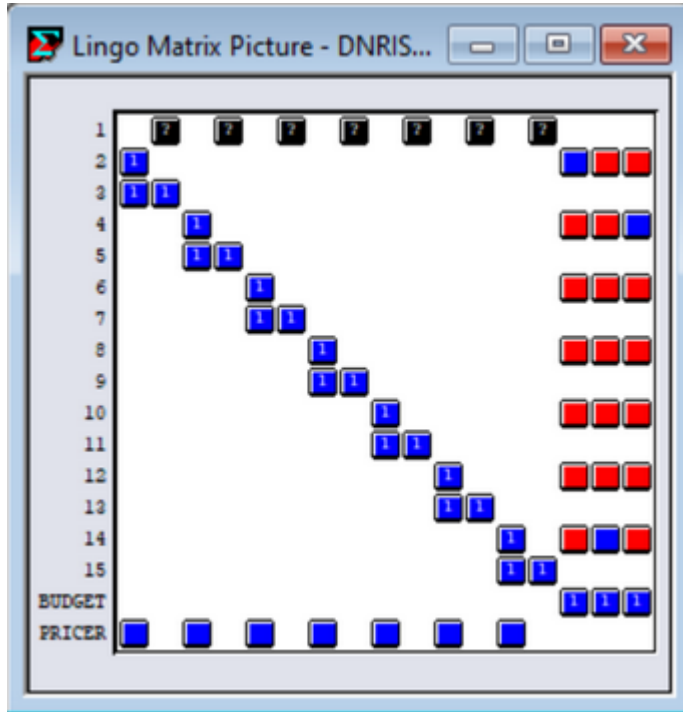 Lingo Matrix Picture - DNRIS...
1 ? ? ? ? ? ? ?
2 1
3 1 1
4 1
5 1 1
6 1
7 1 1
8 1
9 1 1
10 1
11 1 1
12 1
13 1 1
14 1
15 1 1
BUDGET 1 1 1
PRICER